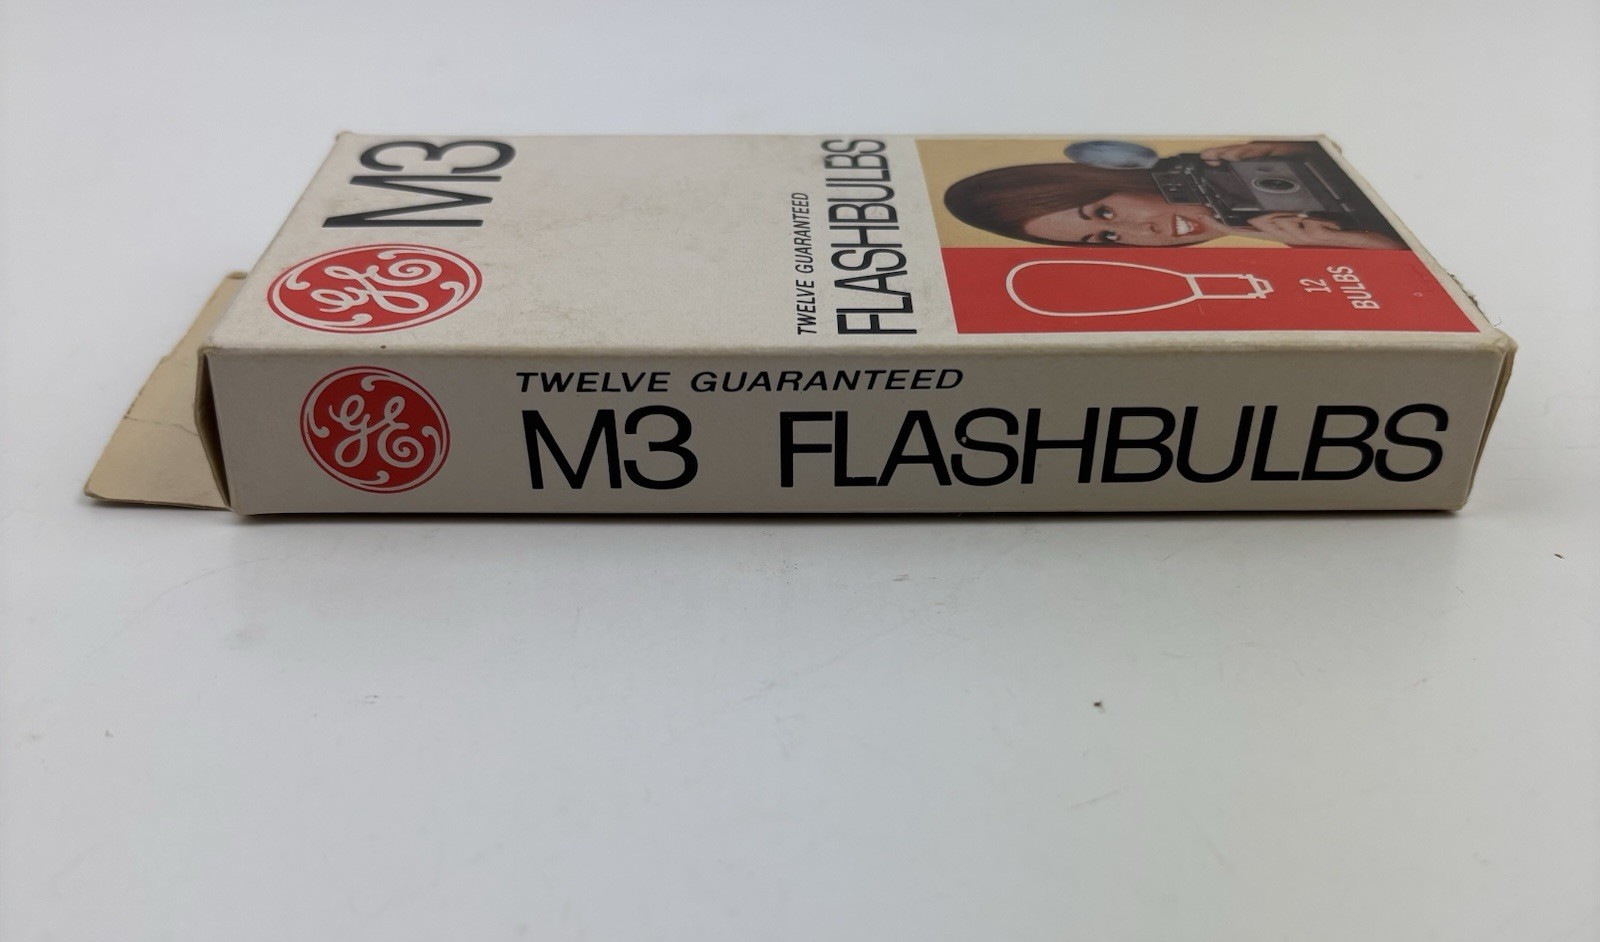 M3
GE
TWELVE GUARANTEED
FLASHBULBS
12
BULBS
GE
TWELVE GUARANTEED
M3 FLASHBULBS